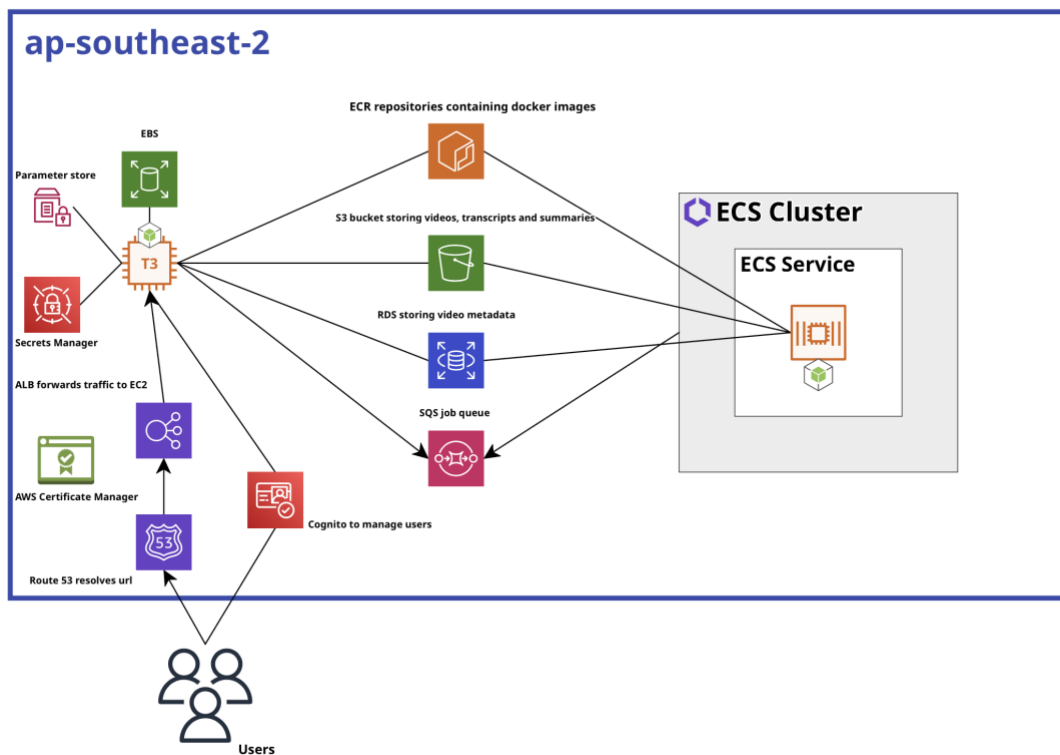 ap-southeast-2
ECR repositories containing docker images
EBS
Parameter store
S3 bucket storing videos, transcripts and summaries
ECS Cluster
T3
ECS Service
RDS storing video metadata
Secrets Manager
ALB forwards traffic to EC2
SQS job queue
AWS Certificate Manager
Cognito to manage users
53
Route 53 resolves url
Users